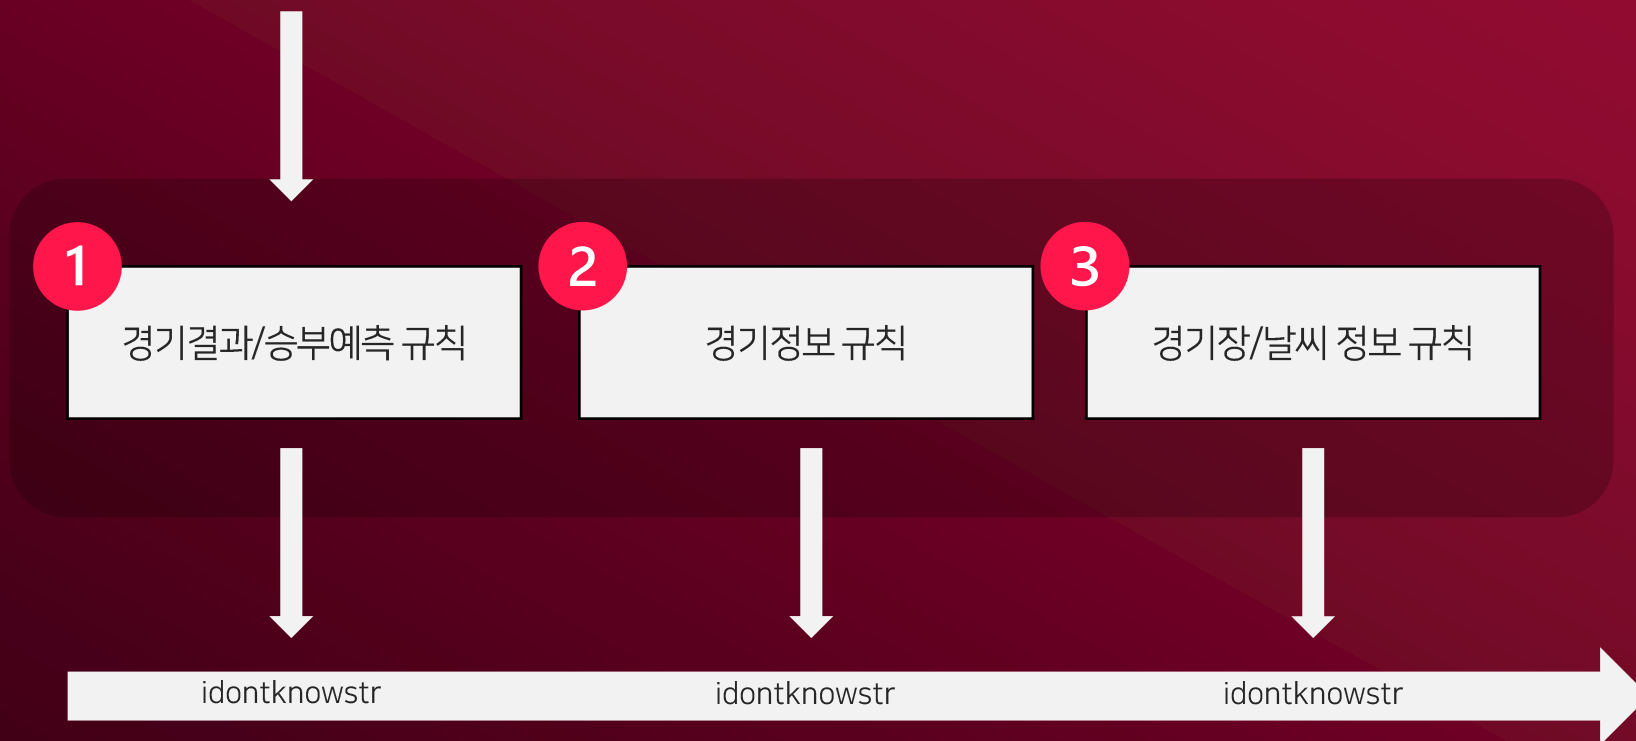 1
경기결과/승부예측 규칙
2
경기정보 규칙
3
경기장/날씨 정보 규칙
idontknowstr
idontknowstr
idontknowstr